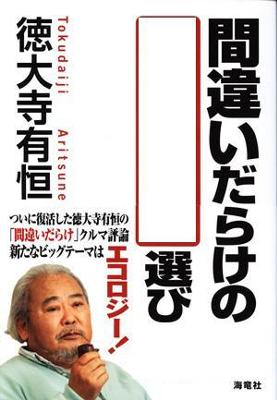 間違いだらけの
選び
徳大寺有恒
Tokudaiji Aritsune
ついに復活した徳大寺有恒の
「間違いだらけ」クルマ評論
新たなビッグテーマは
エコロジー!
海竜社